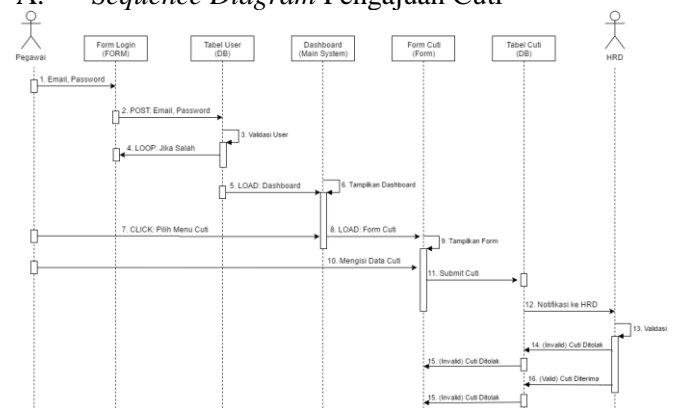 A. Sequence Diagram Pengajuan Cuti
Pegawai
Form Login
(FORM)
Tabel User
(DB)
Dashboard
(Main System)
Form Cuti
(Form)
Tabel Cuti
(DB)
HRD
1. Email, Password
2. POST: Email, Password
3. Validasi User
4. LOOP: Jika Salah
5. LOAD: Dashboard
6. Tampilkan Dashboard
7. CLICK: Pilih Menu Cuti
8. LOAD: Form Cuti
9. Tampilkan Form
10. Mengisi Data Cuti
11. Submit Cuti
12. Notifikasi ke HRD
13. Validasi
14. (Invalid) Cuti Ditolak
15. (Invalid) Cuti Ditolak
16. (Valid) Cuti Diterima
15. (Invalid) Cuti Ditolak